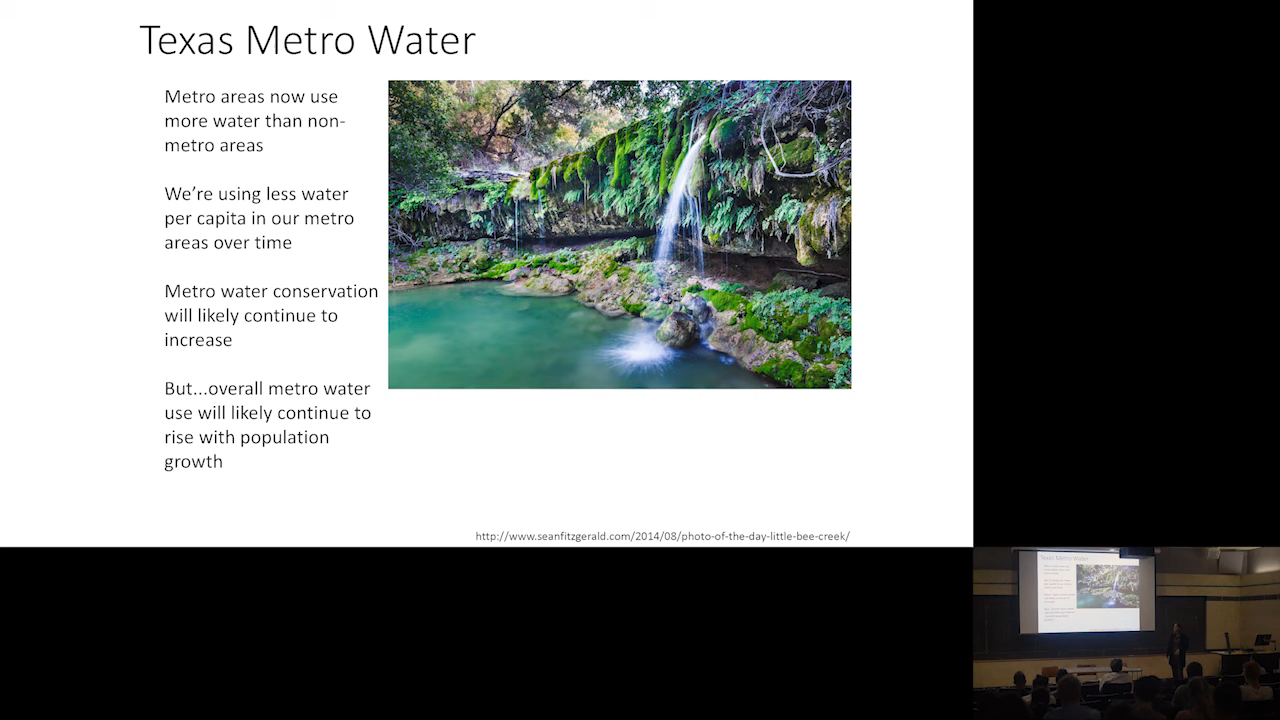 Texas Metro Water
Metro areas now use
more water than non-
metro areas
We're using less water
per capita in our metro
areas over time
Metro water conservation
will likely continue to
increase
But...overall metro water
use will likely continue to
rise with population
growth
http://www.seanfitzgerald.com/2014/08/photo-of-the-day-little-bee-creek/
Texas Metro Water